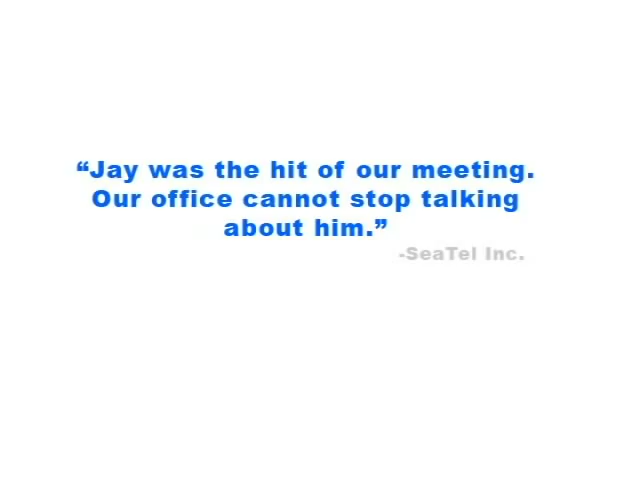 “Jay was the hit of our meeting.
Our office cannot stop talking
about him.”
-SeaTel Inc.